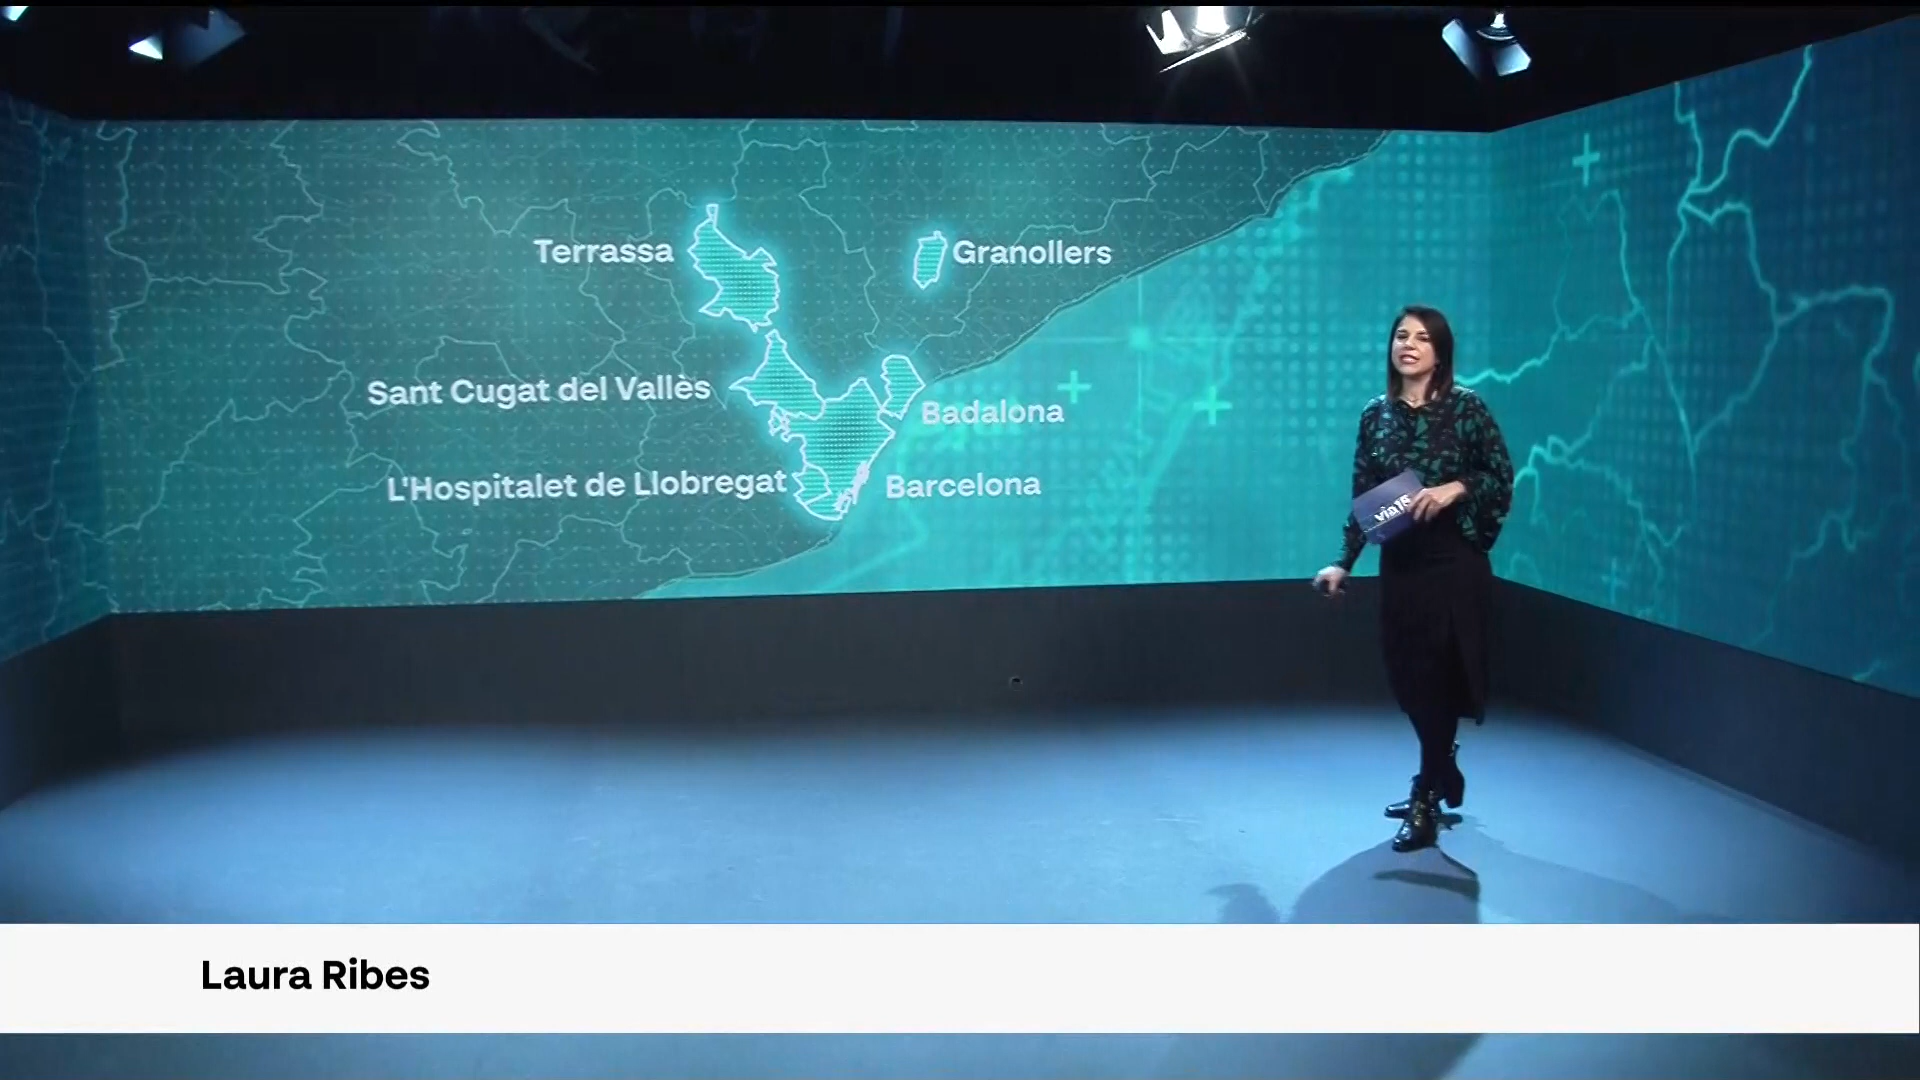 Terrassa
Granollers
Sant Cugat del Vallès
Badalona
L'Hospitalet de Llobregat
Barcelona
Laura Ribes